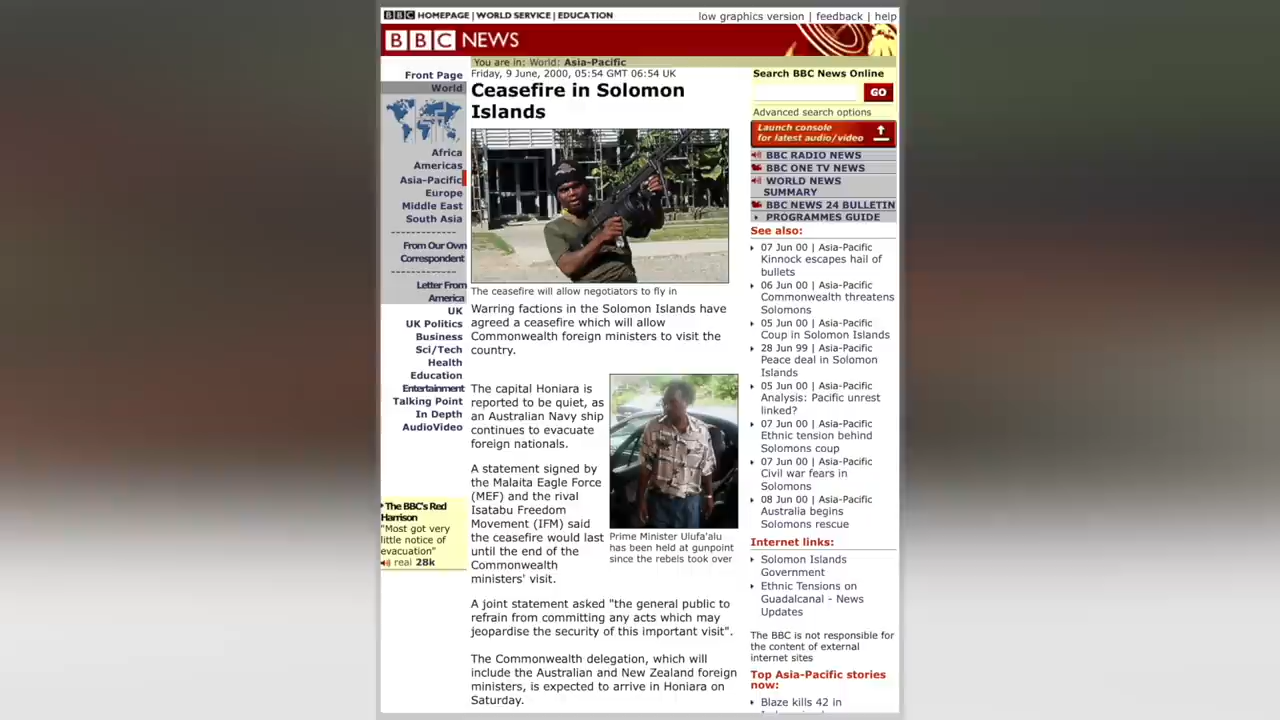 BBC HOMEPAGE | WORLD SERVICE | EDUCATION
low graphics version | feedback | help
BBC NEWS
You are in: World: Asia-Pacific
Front Page
World
Africa
Americas
Asia-Pacific
Europe
Middle East
South Asia
-------------
From Our Own
Correspondent
-------------
Letter From
America
UK
UK Politics
Business
Sci/Tech
Health
Education
Entertainment
Talking Point
In Depth
AudioVideo
The BBC's Red
Harrison
"Most got very
little notice of
evacuation"
real 28k
Friday, 9 June, 2000, 05:54 GMT 06:54 UK
Ceasefire in Solomon
Islands
The ceasefire will allow negotiators to fly in
Warring factions in the Solomon Islands have
agreed a ceasefire which will allow
Commonwealth foreign ministers to visit the
country.
The capital Honiara is
reported to be quiet, as
an Australian Navy ship
continues to evacuate
foreign nationals.
A statement signed by
the Malaita Eagle Force
(MEF) and the rival
Isatabu Freedom
Movement (IFM) said
the ceasefire would last
until the end of the
Commonwealth
ministers' visit.
Prime Minister Ulufa'alu
has been held at gunpoint
since the rebels took over
A joint statement asked "the general public to
refrain from committing any acts which may
jeopardise the security of this important visit".
The Commonwealth delegation, which will
include the Australian and New Zealand foreign
ministers, is expected to arrive in Honiara on
Saturday.
Search BBC News Online
GO
Advanced search options
Launch console
for latest audio/video
BBC RADIO NEWS
BBC ONE TV NEWS
WORLD NEWS
SUMMARY
BBC NEWS 24 BULLETIN
PROGRAMMES GUIDE
See also:
07 Jun 00 | Asia-Pacific
Kinnock escapes hail of
bullets
06 Jun 00 | Asia-Pacific
Commonwealth threatens
Solomons
05 Jun 00 | Asia-Pacific
Coup in Solomon Islands
28 Jun 99 | Asia-Pacific
Peace deal in Solomon
Islands
05 Jun 00 | Asia-Pacific
Analysis: Pacific unrest
linked?
07 Jun 00 | Asia-Pacific
Ethnic tension behind
Solomons coup
07 Jun 00 | Asia-Pacific
Civil war fears in
Solomons
08 Jun 00 | Asia-Pacific
Australia begins
Solomons rescue
Internet links:
Solomon Islands
Government
Ethnic Tensions on
Guadalcanal - News
Updates
The BBC is not responsible for
the content of external
internet sites
Top Asia-Pacific stories
now:
Blaze kills 42 in